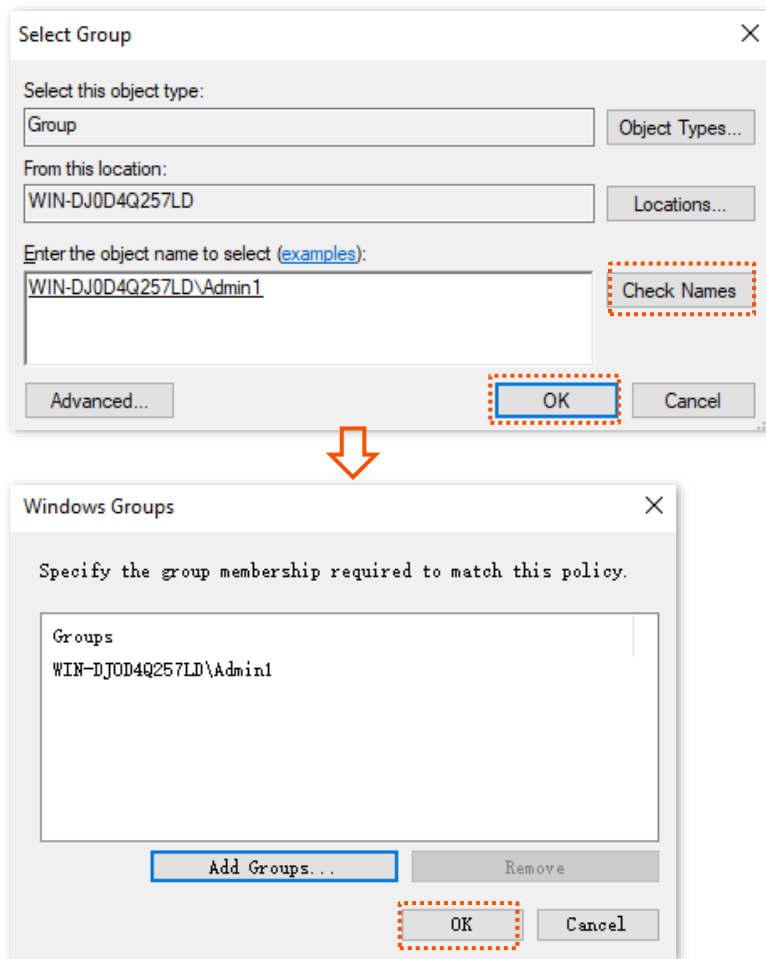 Select Group
Select this object type:
Group
Object Types...
From this location:
WIN-DJ0D4Q257LD
Locations...
Enter the object name to select (examples):
WIN-DJ0D4Q257LD\Admin1
Check Names
Advanced...
OK
Cancel
Windows Groups
Specify the group membership required to match this policy.
Groups
WIN-DJ0D4Q257LD\Admin1
Add Groups...
Remove
OK
Cancel